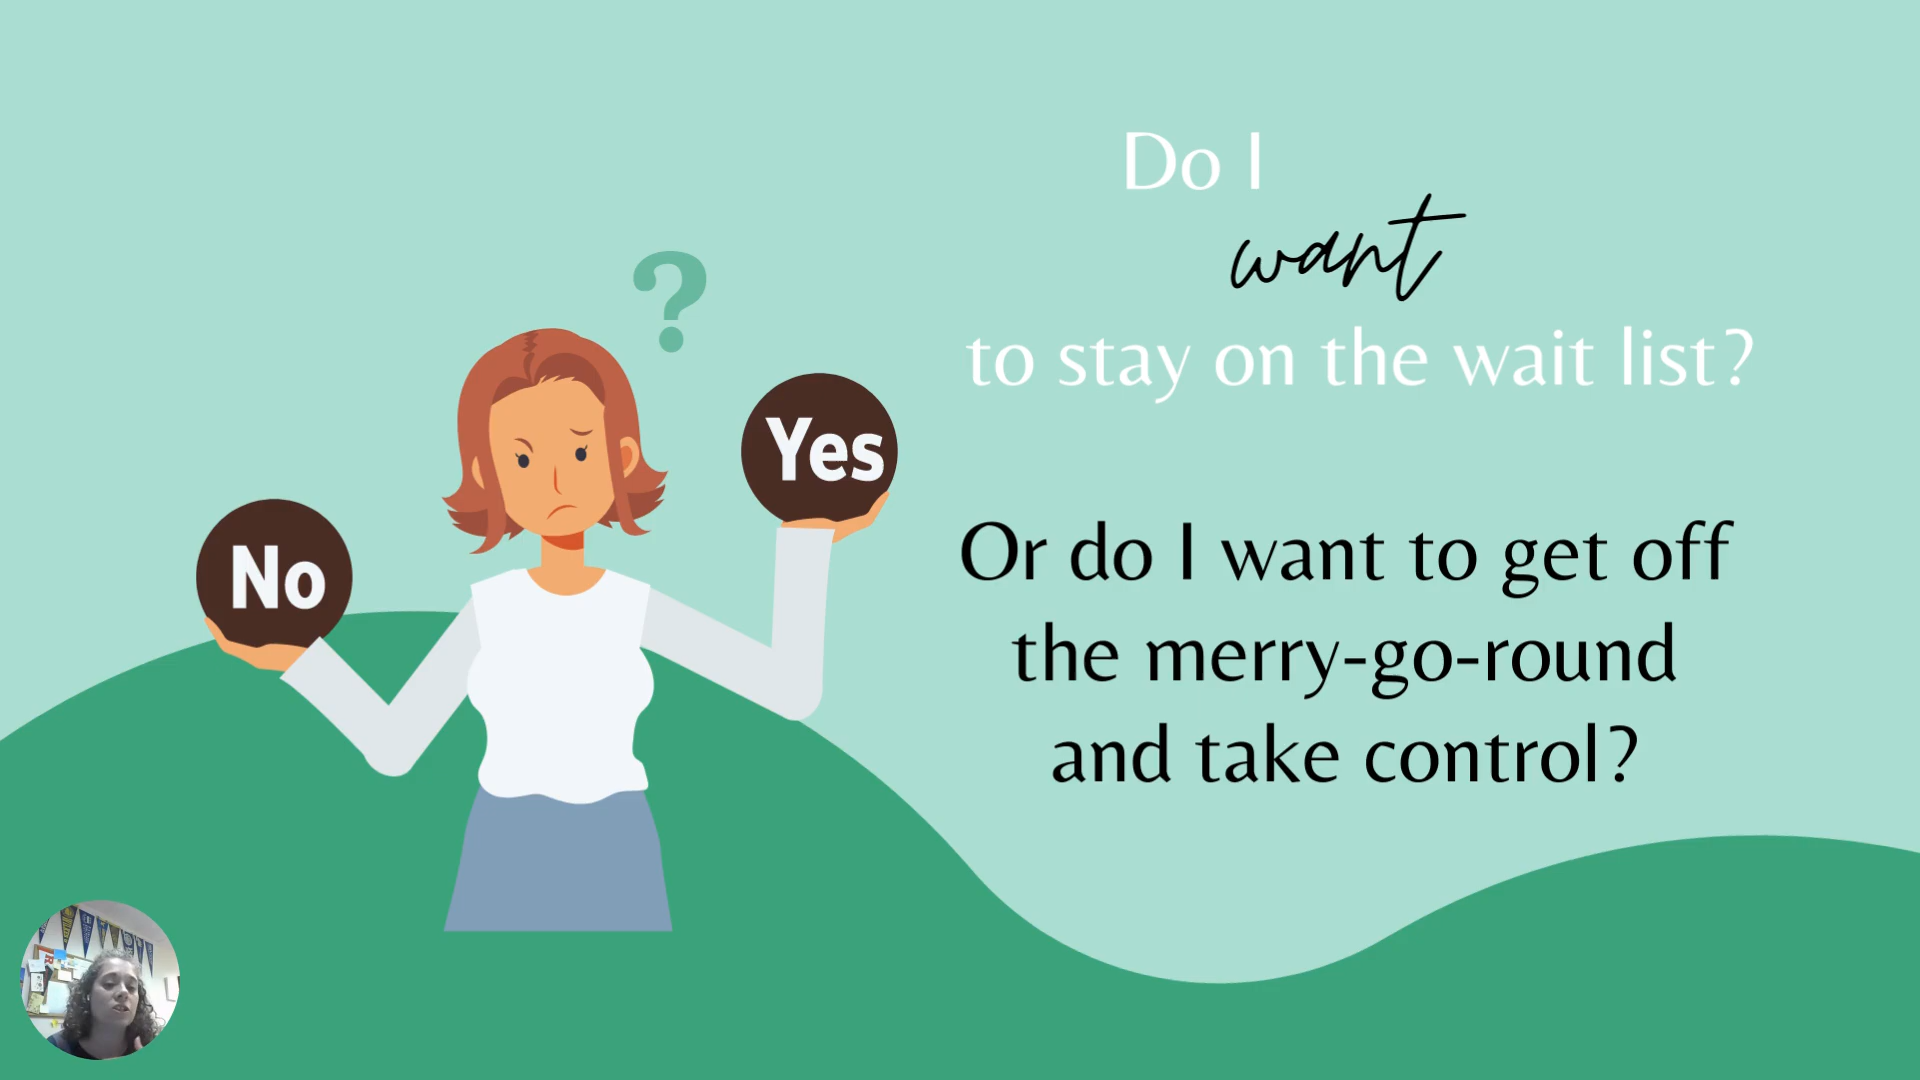 Do I
want
to stay on the wait list?
?
Yes
No
Or do I want to get off
the merry-go-round
and take control?